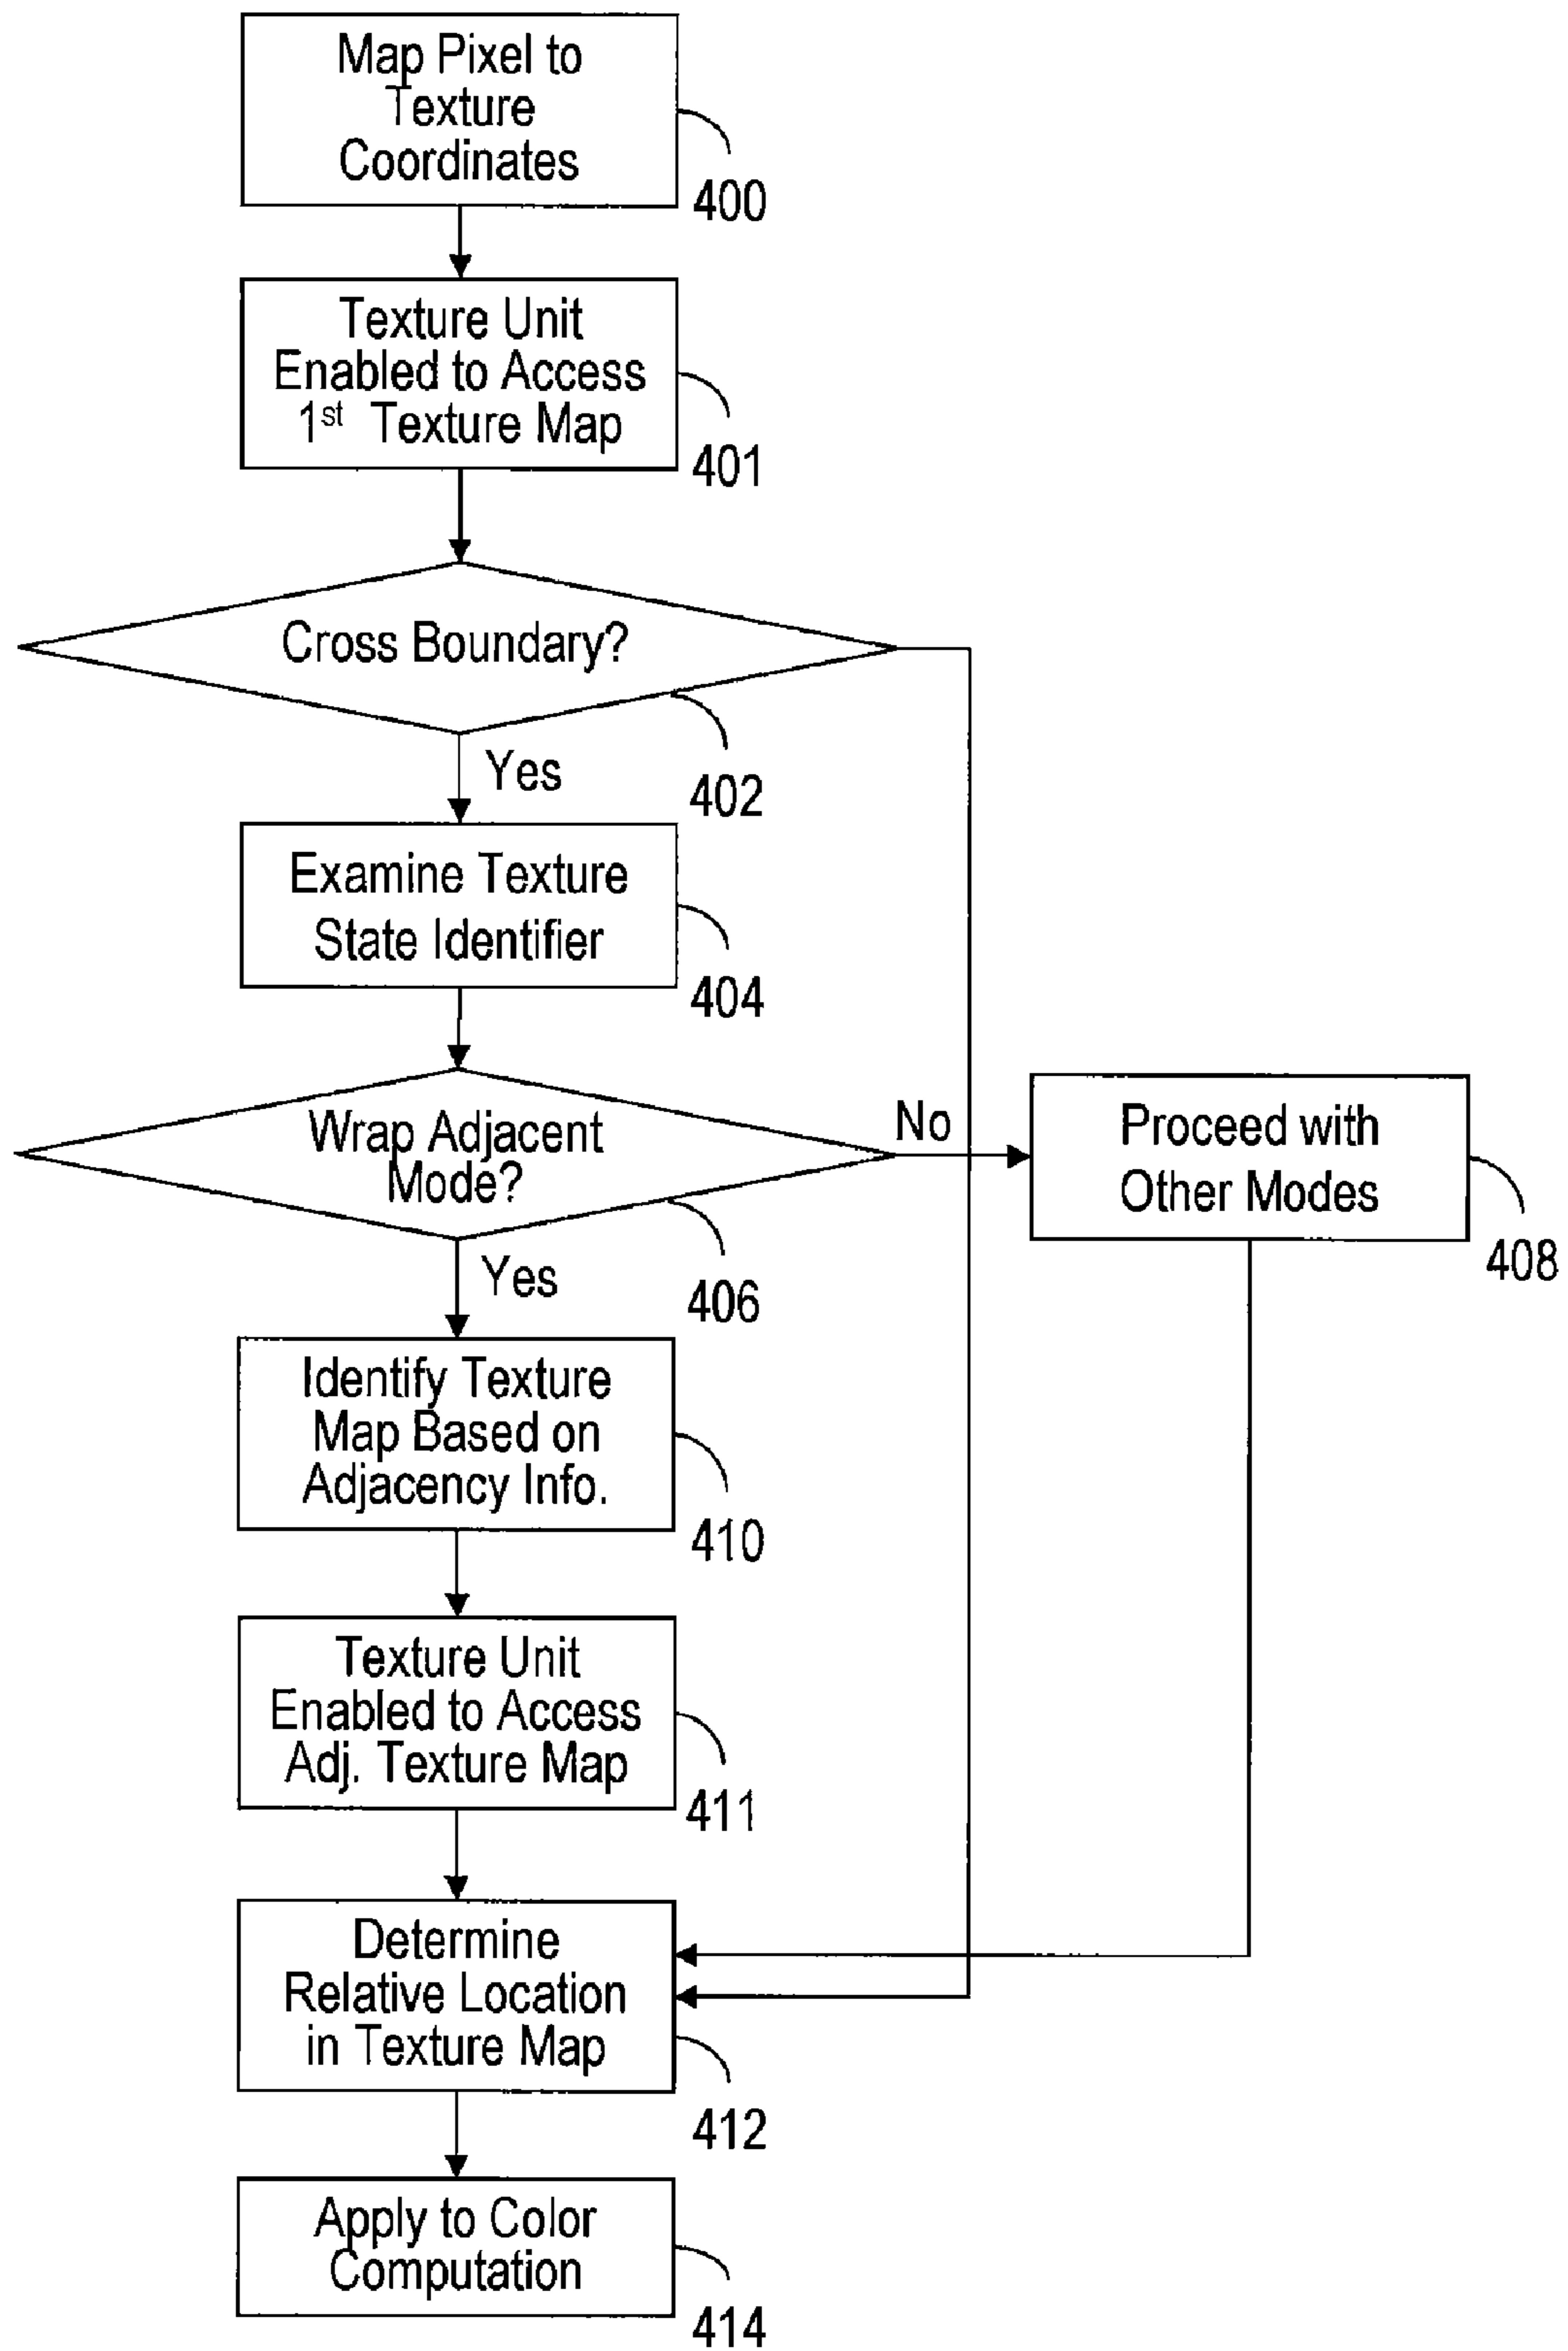 Map Pixel to
Texture
Coordinates
400
Texture Unit
Enabled to Access
1st Texture Map
401
Cross Boundary?
402
Yes
Examine Texture
State Identifier
404
Wrap Adjacent
Mode?
406
No
Proceed with
Other Modes
408
Yes
Identify Texture
Map Based on
Adjacency Info.
410
Texture Unit
Enabled to Access
Adj. Texture Map
411
Determine
Relative Location
in Texture Map
412
Apply to Color
Computation
414